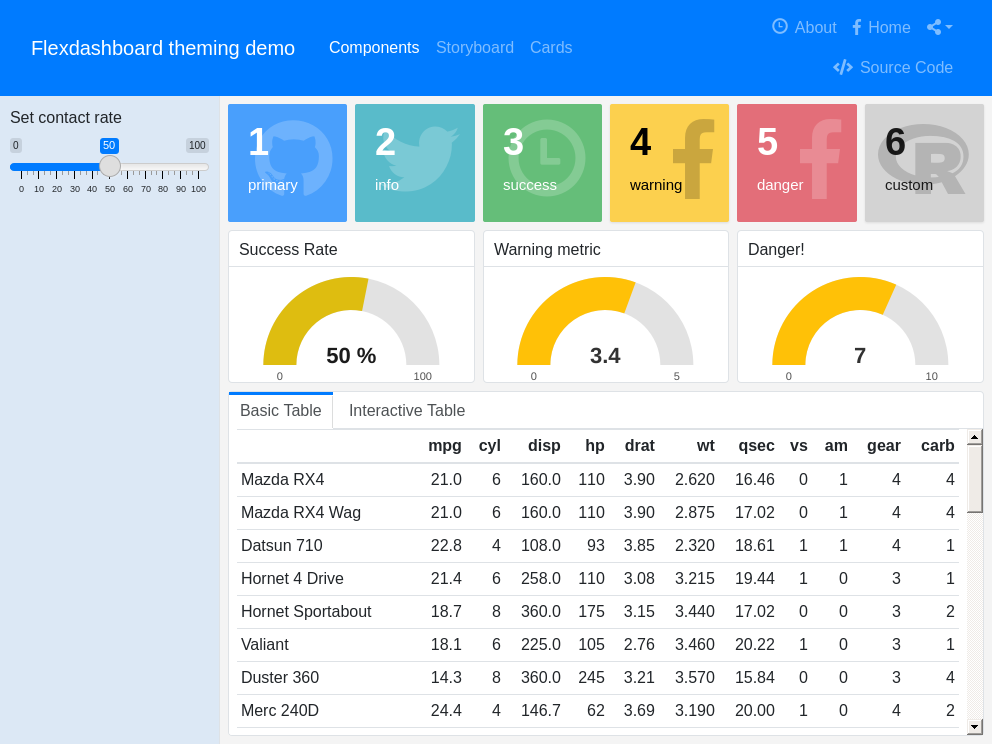 Flexdashboard theming demo
Components Storyboard Cards
About Home
Source Code
Set contact rate
0 50 100
0 10 20 30 40 50 60 70 80 90 100
1 primary
2 info
3 success
4 warning
5 danger
6 custom
Success Rate
50 %
0 100
Warning metric
3.4
0 5
Danger!
7
0 10
Basic Table Interactive Table
mpg cyl disp hp drat wt qsec vs am gear carb
Mazda RX4 21.0 6 160.0 110 3.90 2.620 16.46 0 1 4 4
Mazda RX4 Wag 21.0 6 160.0 110 3.90 2.875 17.02 0 1 4 4
Datsun 710 22.8 4 108.0 93 3.85 2.320 18.61 1 1 4 1
Hornet 4 Drive 21.4 6 258.0 110 3.08 3.215 19.44 1 0 3 1
Hornet Sportabout 18.7 8 360.0 175 3.15 3.440 17.02 0 0 3 2
Valiant 18.1 6 225.0 105 2.76 3.460 20.22 1 0 3 1
Duster 360 14.3 8 360.0 245 3.21 3.570 15.84 0 0 3 4
Merc 240D 24.4 4 146.7 62 3.69 3.190 20.00 1 0 4 2